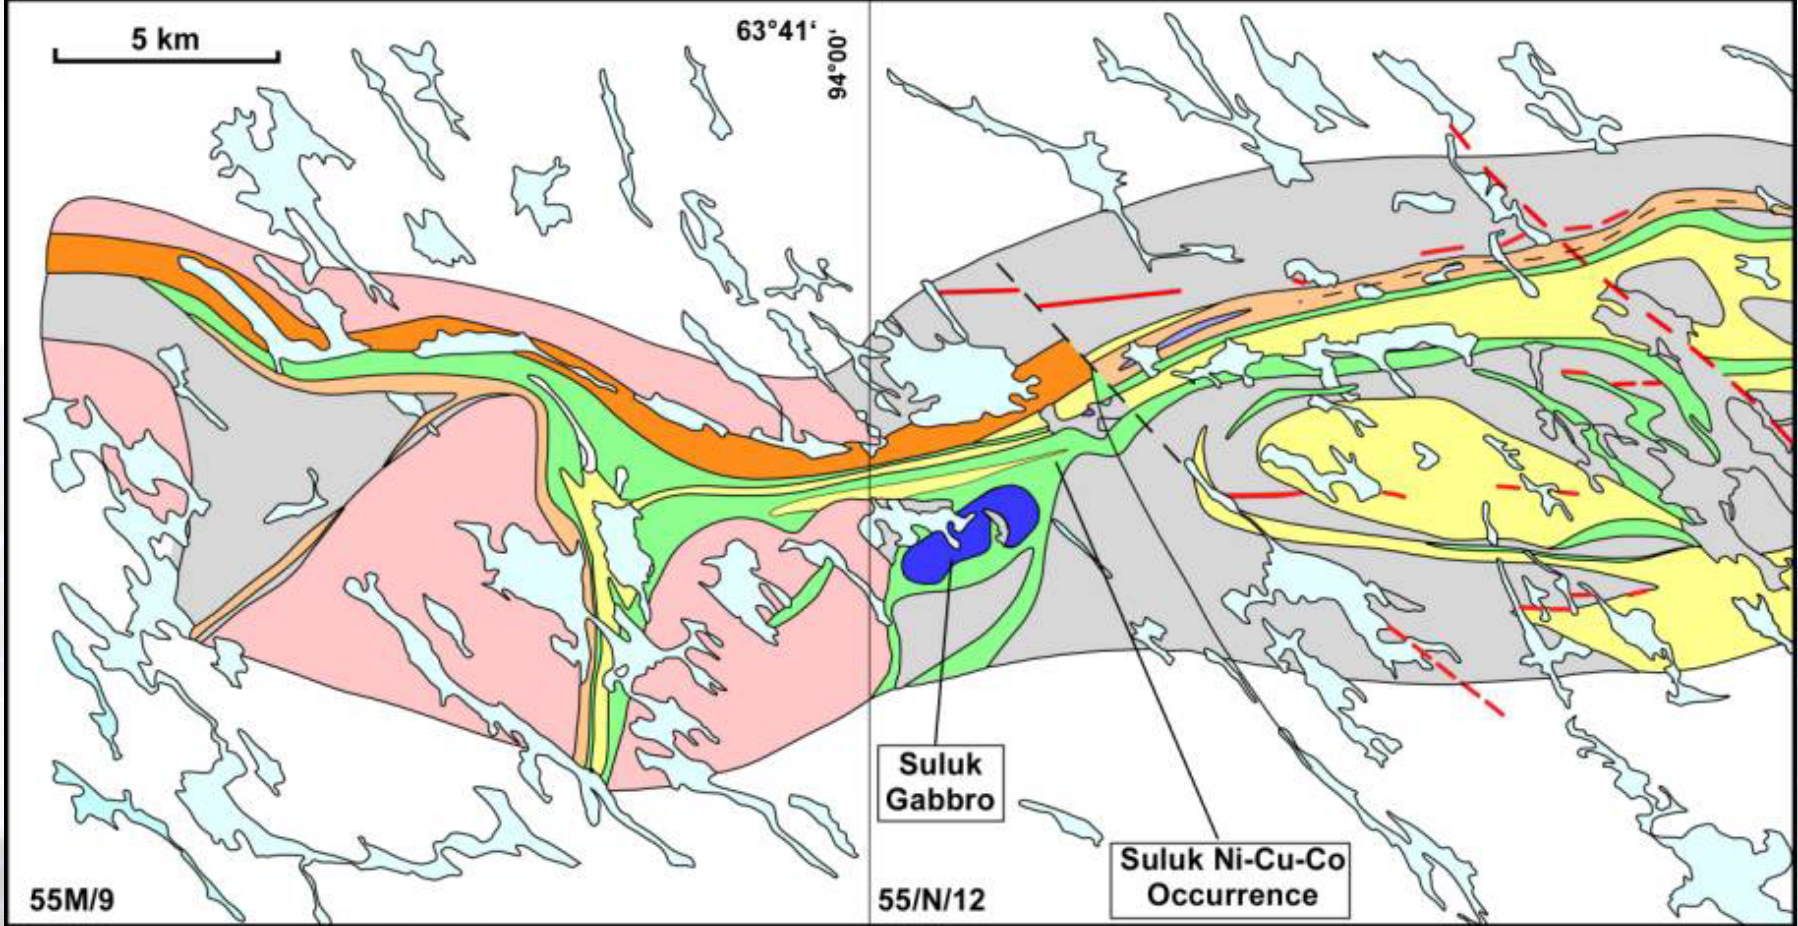 5 km
63°41‘
94°00‘
Suluk
Gabbro
Suluk Ni-Cu-Co
Occurrence
55M/9
55/N/12